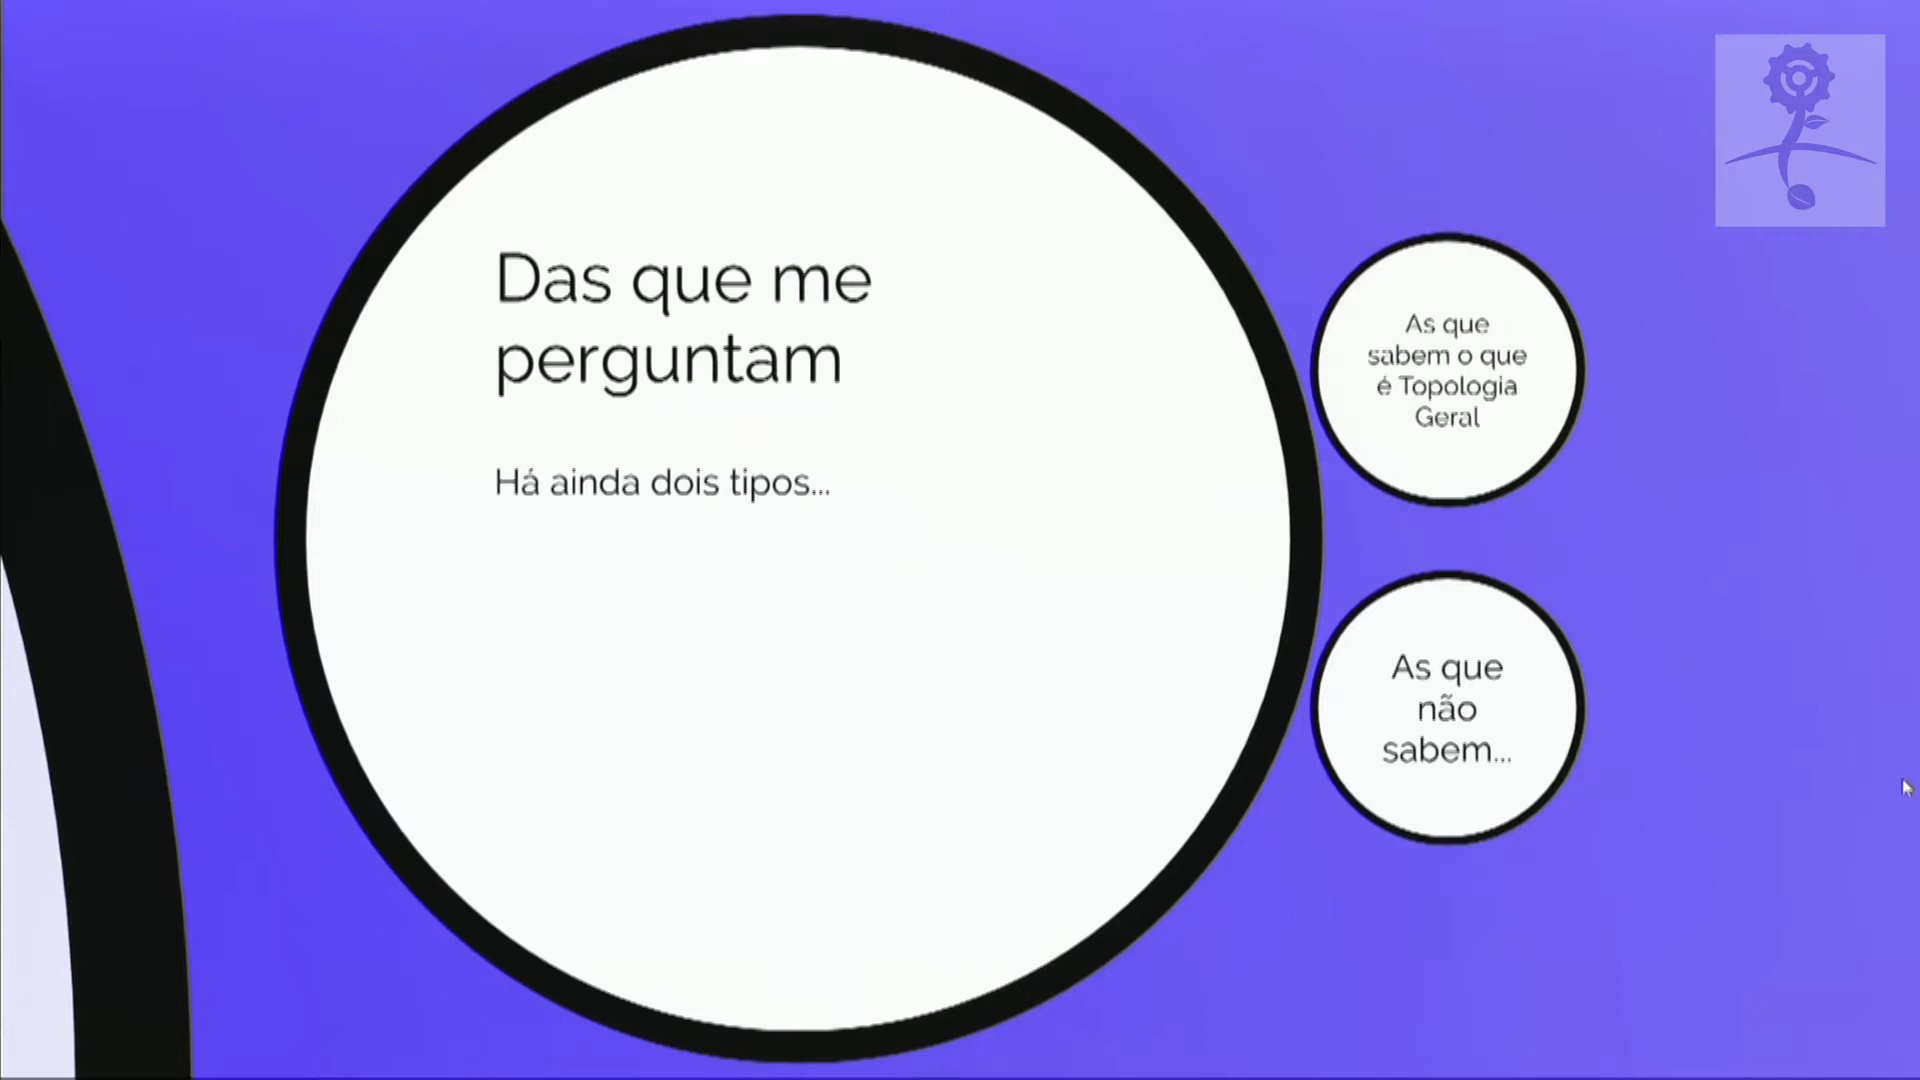 Das que me
perguntam
Há ainda dois tipos...
As que
sabem o que
é Topologia
Geral
As que
não
sabem...